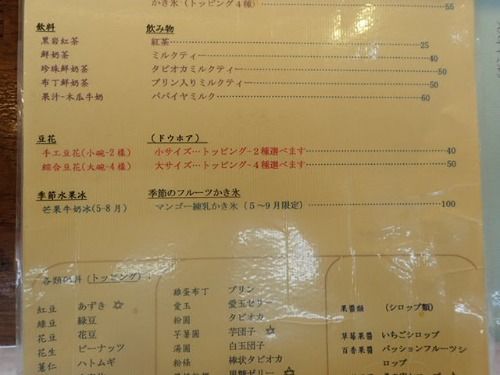 かき氷(トッピング4種) 55
飲料 飲み物
黒岩紅茶 紅茶 25
鮮奶茶 ミルクティ 40
珍珠鮮奶茶 タピオカミルクティー 50
布丁鮮奶茶 プリン入りミルクティー 50
果汁-木瓜牛奶 パパイヤミルク 60
豆花 (ドウホア)
手工豆花(小碗-2樣) 小サイズ…トッピング-2種選べます 40
綜合豆花(大碗-4樣) 大サイズ…トッピング-4種選べます 50
季節水果冰 季節のフルーツかき氷
芒果牛奶冰(5-8月) マンゴー練乳かき氷(5~9月限定) 100
各類配料(トッピング):
紅豆 あずき ☆
綠豆 緑豆
花豆 花豆
花生 ピーナッツ
薏仁 ハトムギ
雞蛋布丁 プリン
愛玉 愛玉ゼリー
粉圓 タピオカ
芋薯圓 芋団子 ☆
湯圓 白玉団子
粉條 棒状タピオカ
果醬類 (シロップ類)
草莓果醬 いちごシロップ
百香果醬 パッションフルーツシ
ロップ